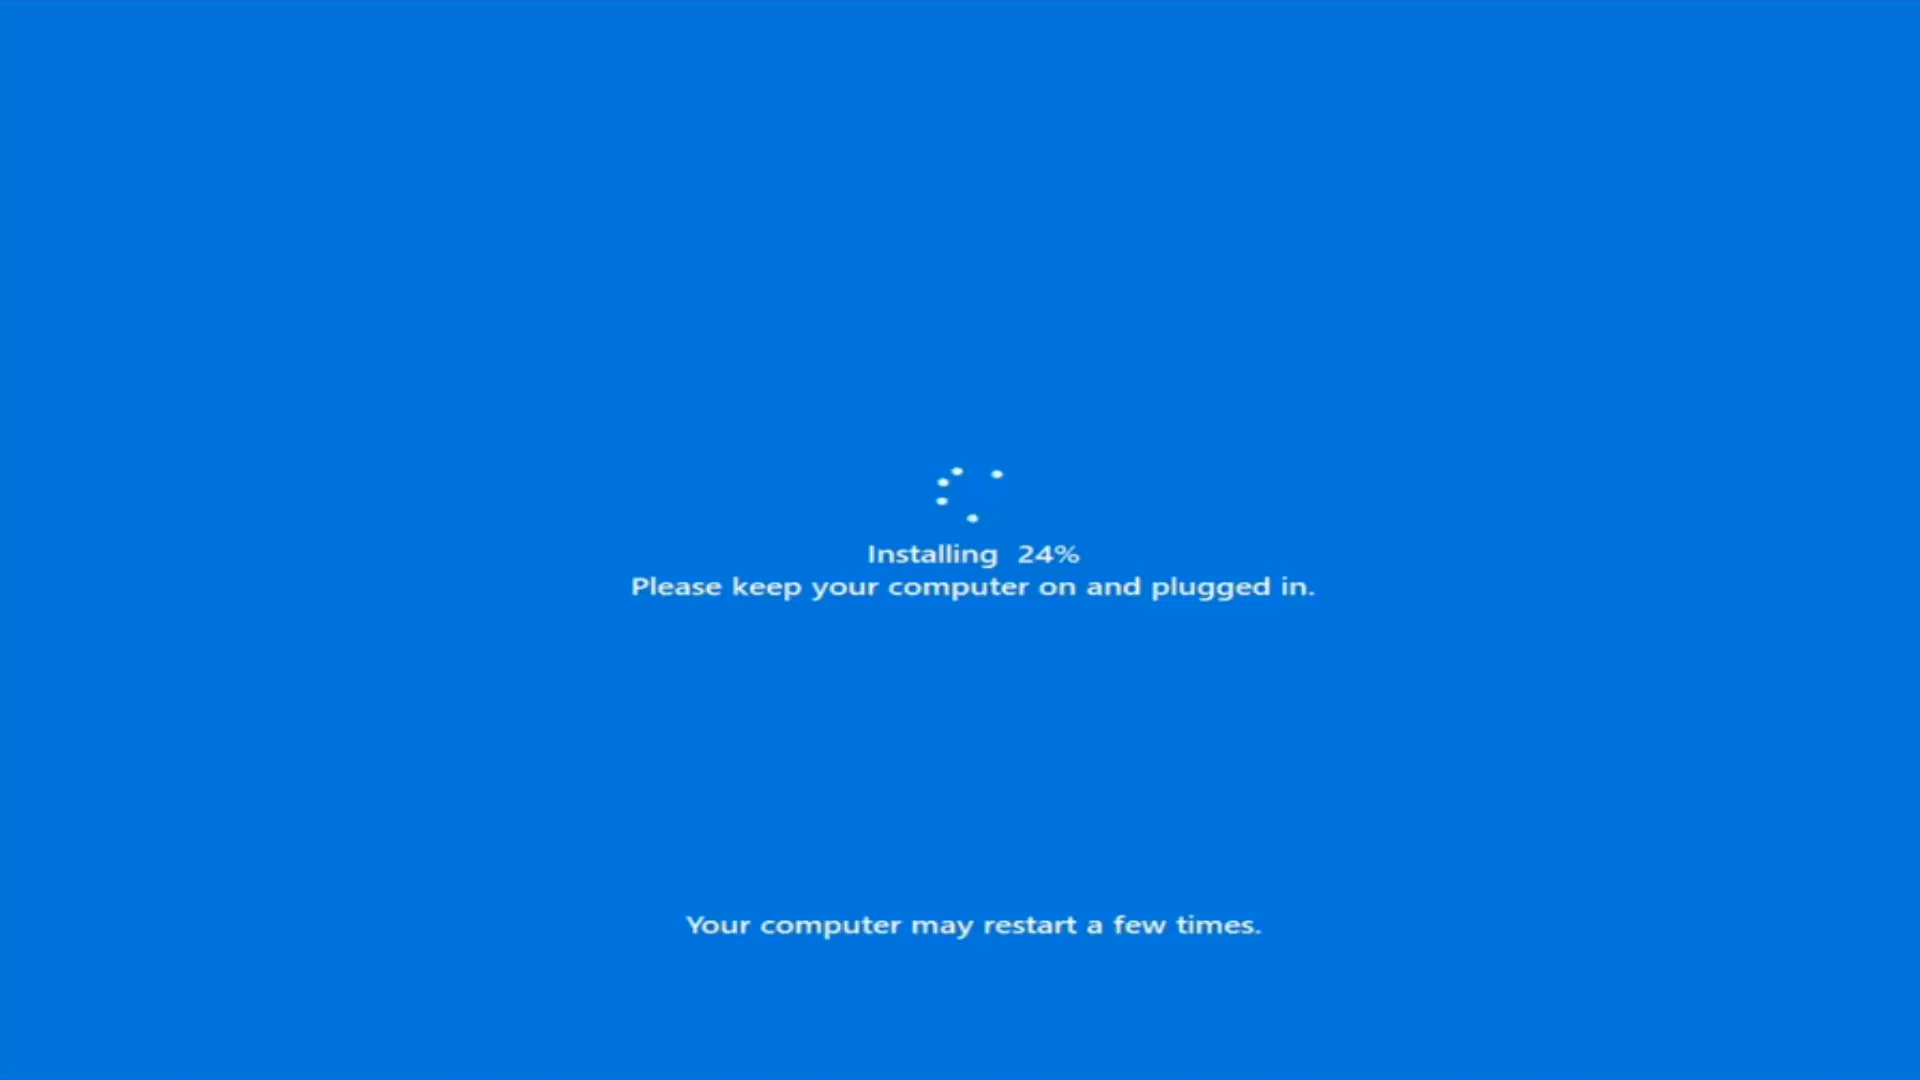 Installing 24%
Please keep your computer on and plugged in.
Your computer may restart a few times.